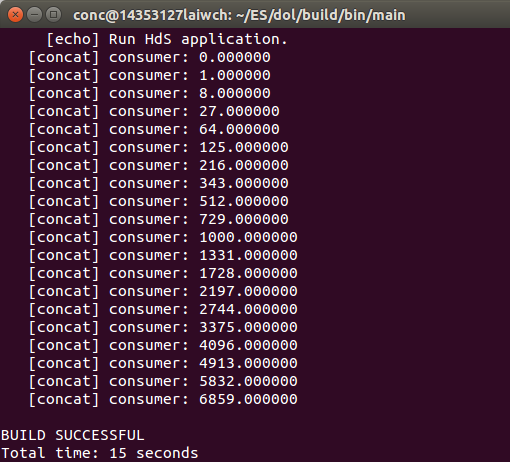 conc@14353127laiwch: ~/ES/dol/build/bin/main
[echo] Run HdS application.
[concat] consumer: 0.000000
[concat] consumer: 1.000000
[concat] consumer: 8.000000
[concat] consumer: 27.000000
[concat] consumer: 64.000000
[concat] consumer: 125.000000
[concat] consumer: 216.000000
[concat] consumer: 343.000000
[concat] consumer: 512.000000
[concat] consumer: 729.000000
[concat] consumer: 1000.000000
[concat] consumer: 1331.000000
[concat] consumer: 1728.000000
[concat] consumer: 2197.000000
[concat] consumer: 2744.000000
[concat] consumer: 3375.000000
[concat] consumer: 4096.000000
[concat] consumer: 4913.000000
[concat] consumer: 5832.000000
[concat] consumer: 6859.000000
BUILD SUCCESSFUL
Total time: 15 seconds